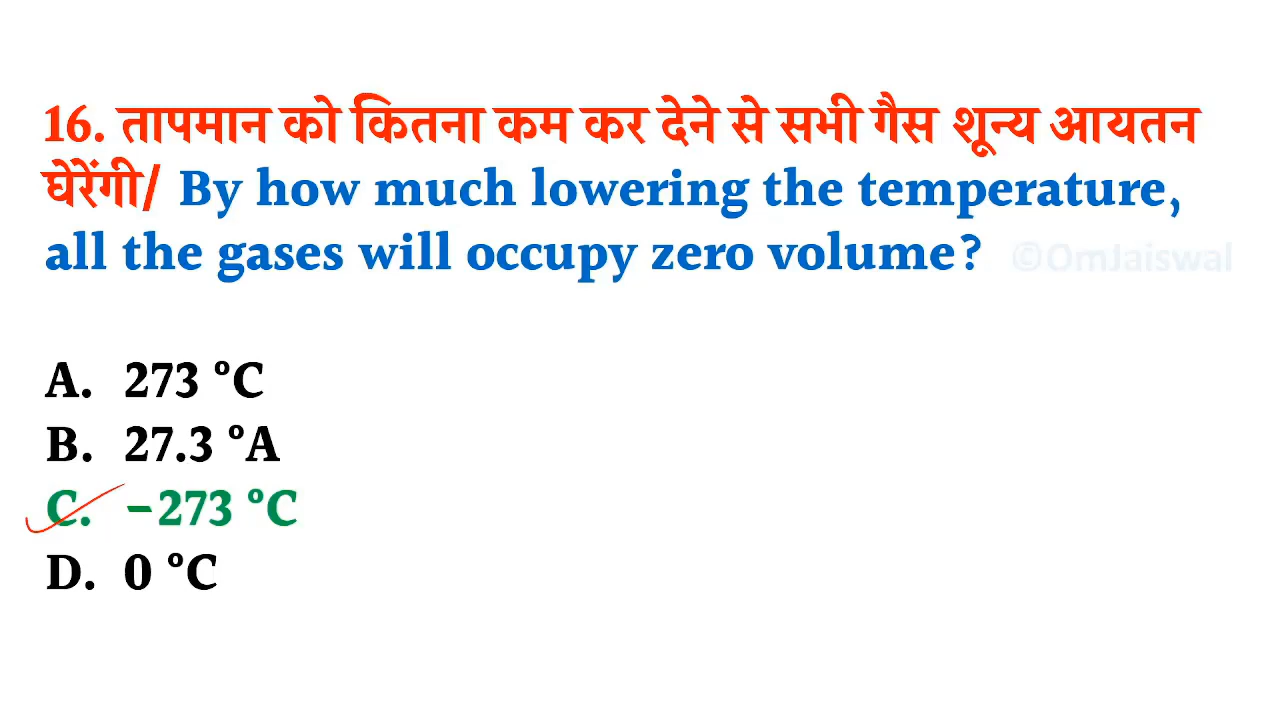 16. तापमान को कितना कम कर देने से सभी गैस शून्य आयतन
घेरेंगी/ By how much lowering the temperature,
all the gases will occupy zero volume? ©OmJaiswal
A. 273 °C
B. 27.3 °A
C. –273 °C
D. 0 °C